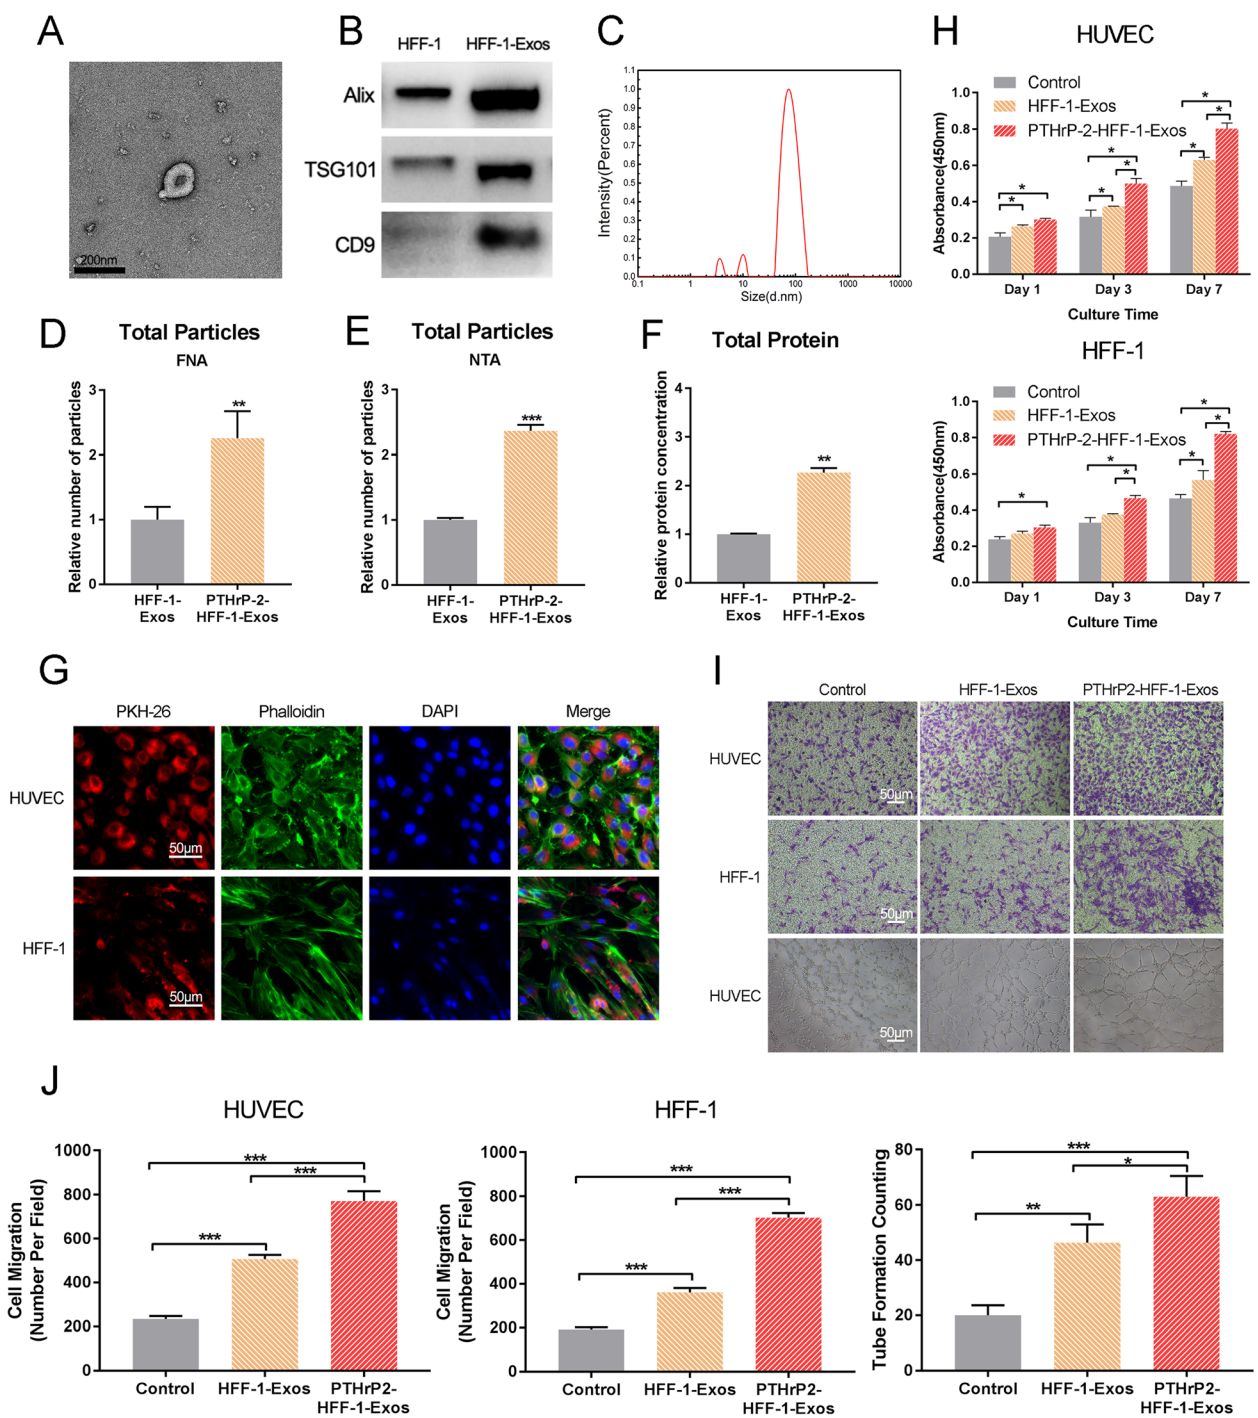 A
200nm
B
HFF-1 HFF-1-Exos
Alix
TSG101
CD9
C
Intensity(Percent)
1.1
1.0
0.9
0.8
0.7
0.6
0.5
0.4
0.3
0.2
0.1
0.0
0.1 1 10 100 1000 10000
Size(d.nm)
H
HUVEC
Control
HFF-1-Exos
PTHrP-2-HFF-1-Exos
Absorbance(450nm)
1.0
0.8
0.6
0.4
0.2
0.0
* * * * * * * *
Day 1 Day 3 Day 7
Culture Time
HFF-1
Control
HFF-1-Exos
PTHrP-2-HFF-1-Exos
Absorbance(450nm)
1.0
0.8
0.6
0.4
0.2
0.0
* * * * * *
Day 1 Day 3 Day 7
Culture Time
D
Total Particles
FNA
Relative number of particles
3
2
1
0
**
HFF-1-
Exos
PTHrP-2-
HFF-1-Exos
E
Total Particles
NTA
Relative number of particles
3
2
1
0
***
HFF-1-
Exos
PTHrP-2-
HFF-1-Exos
F
Total Protein
Relative protein concentration
4
3
2
1
0
**
HFF-1-
Exos
PTHrP-2-
HFF-1-Exos
G
PKH-26 Phalloidin DAPI Merge
HUVEC
50μm
HFF-1
50μm
I
Control HFF-1-Exos PTHrP2-HFF-1-Exos
HUVEC
50μm
HFF-1
50μm
HUVEC
50μm
J
HUVEC
Cell Migration
(Number Per Field)
1000
800
600
400
200
0
***
***
***
Control HFF-1-Exos PTHrP2-
HFF-1-Exos
HFF-1
Cell Migration
(Number Per Field)
1000
800
600
400
200
0
***
***
***
Control HFF-1-Exos PTHrP2-
HFF-1-Exos
Tube Formation Counting
80
60
40
20
0
***
*
**
Control HFF-1-Exos PTHrP2-
HFF-1-Exos